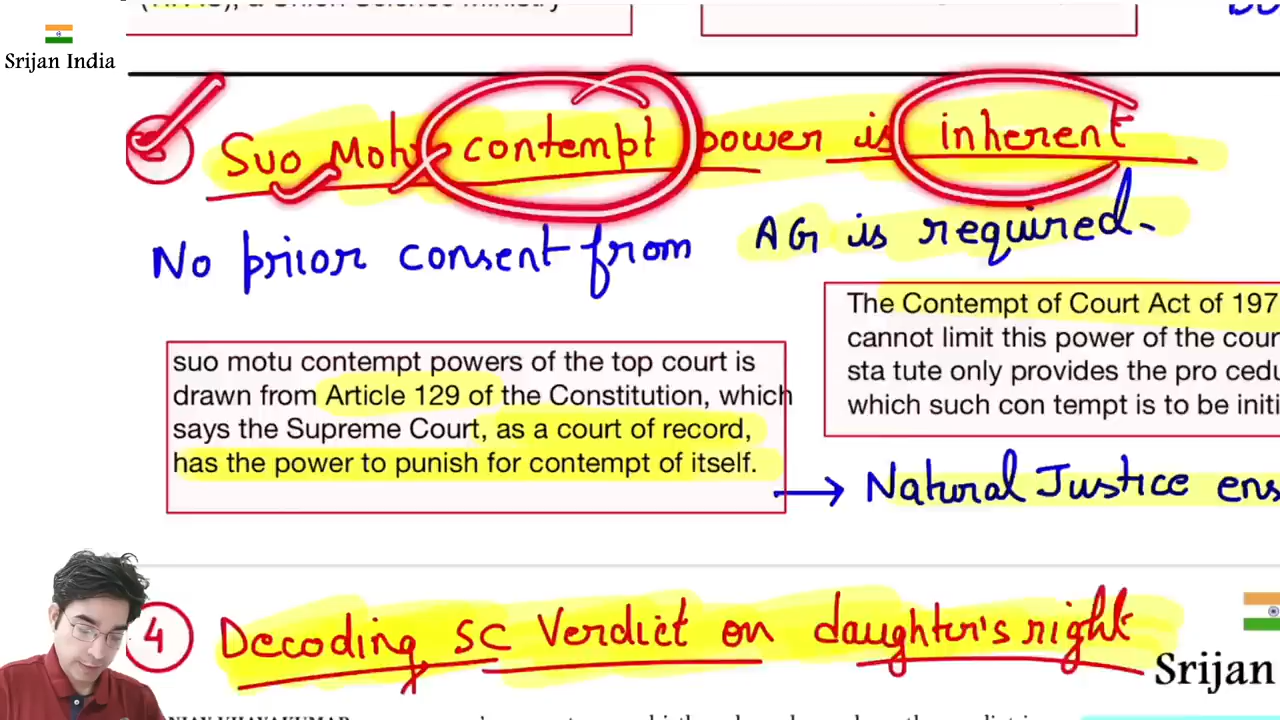 Srijan India
Suo Motu contempt power is inherent
No prior consent from AG is required.
The Contempt of Court Act of 197
cannot limit this power of the cour
sta tute only provides the pro cedu
which such con tempt is to be initi
suo motu contempt powers of the top court is
drawn from Article 129 of the Constitution, which
says the Supreme Court, as a court of record,
has the power to punish for contempt of itself.
→ Natural Justice ens
4 Decoding SC Verdict on daughter's right
Srijan